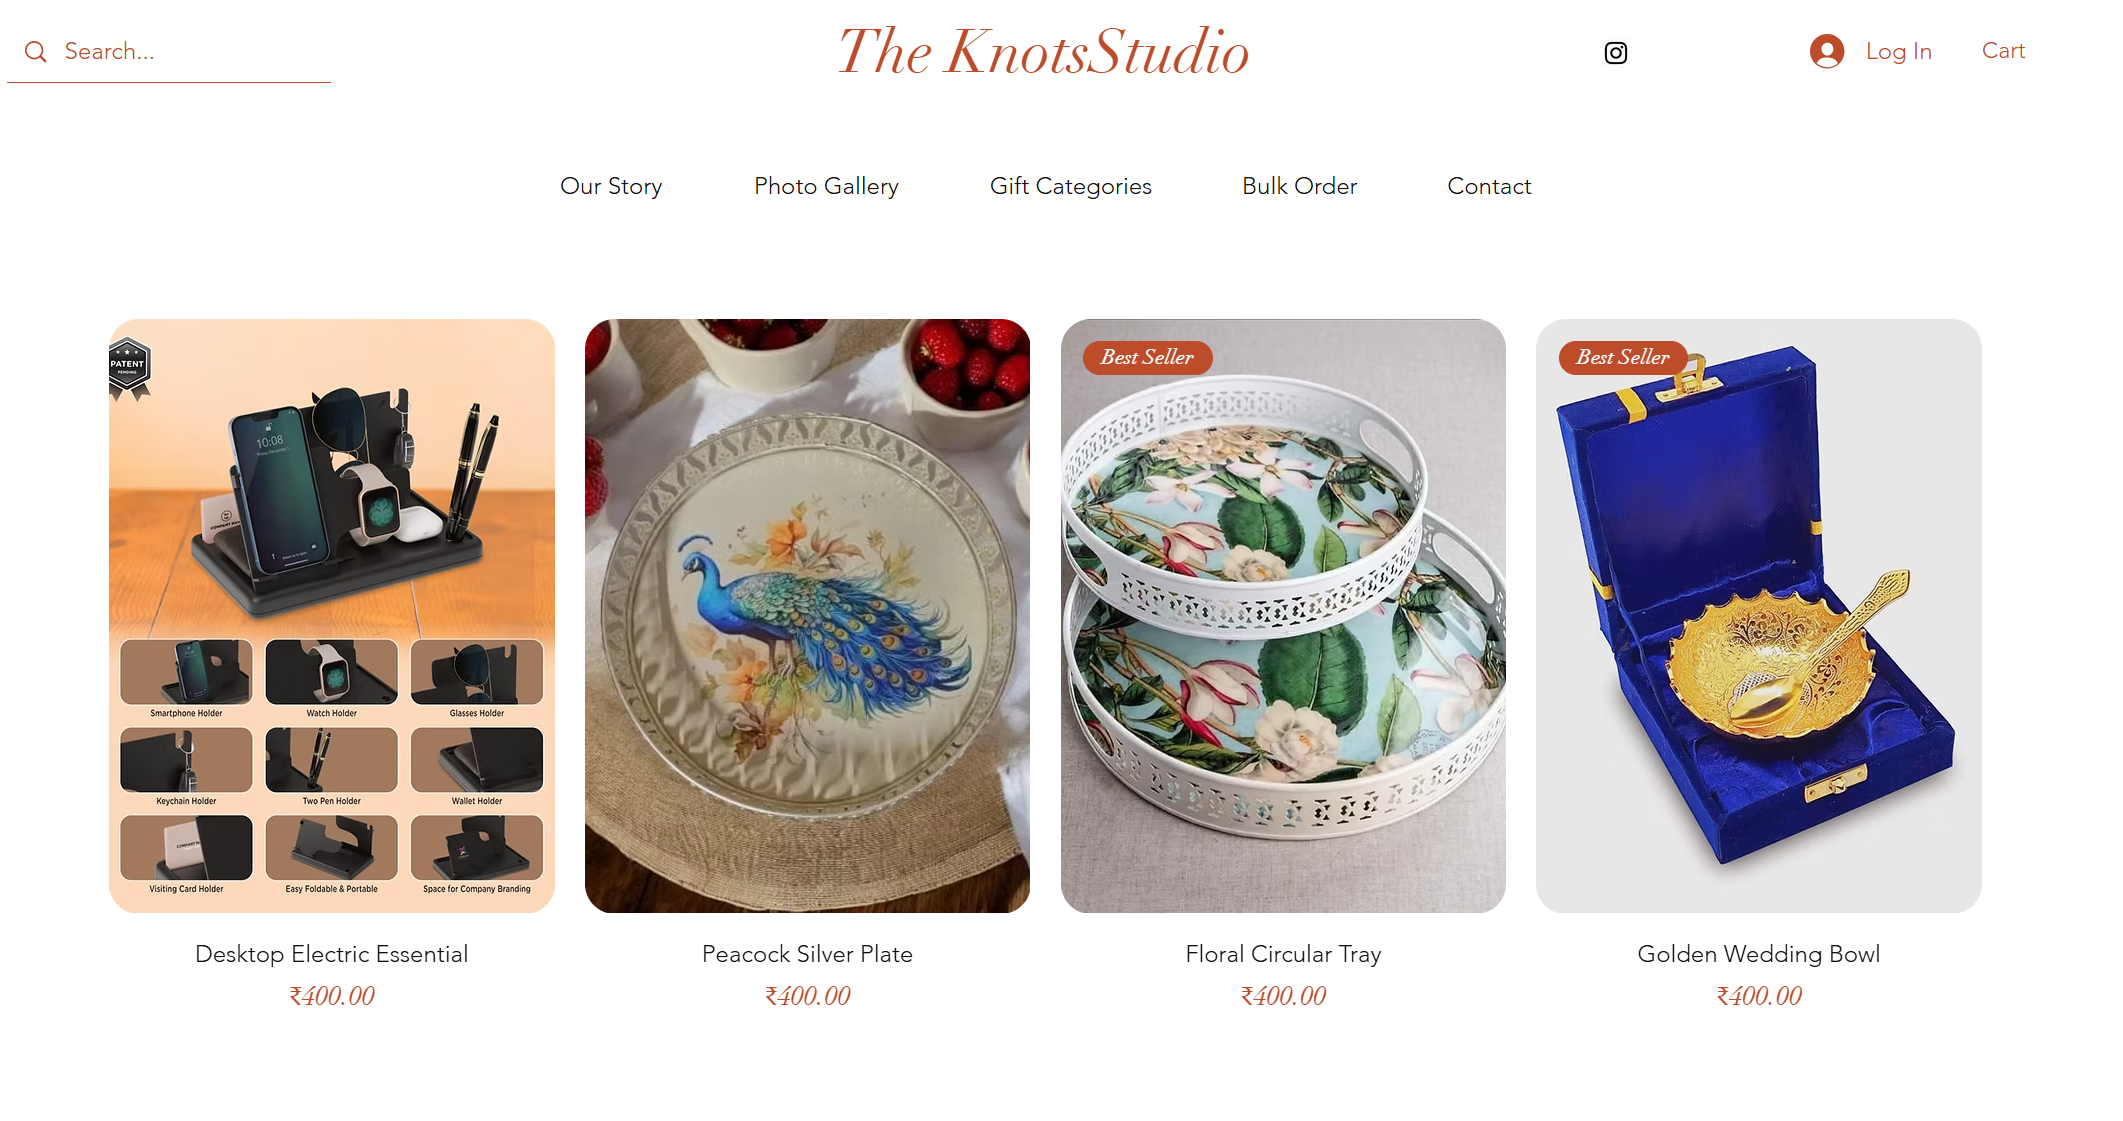 Search...
The KnotsStudio
Log In
Cart
Our Story
Photo Gallery
Gift Categories
Bulk Order
Contact
PATENT
PENDING
10:08
Smartphone Holder
Watch Holder
Glasses Holder
Keychain Holder
Two Pen Holder
Wallet Holder
Visiting Card Holder
Easy Foldable & Portable
Space for Company Branding
Best Seller
Best Seller
Desktop Electric Essential
Peacock Silver Plate
Floral Circular Tray
Golden Wedding Bowl
₹400.00
₹400.00
₹400.00
₹400.00